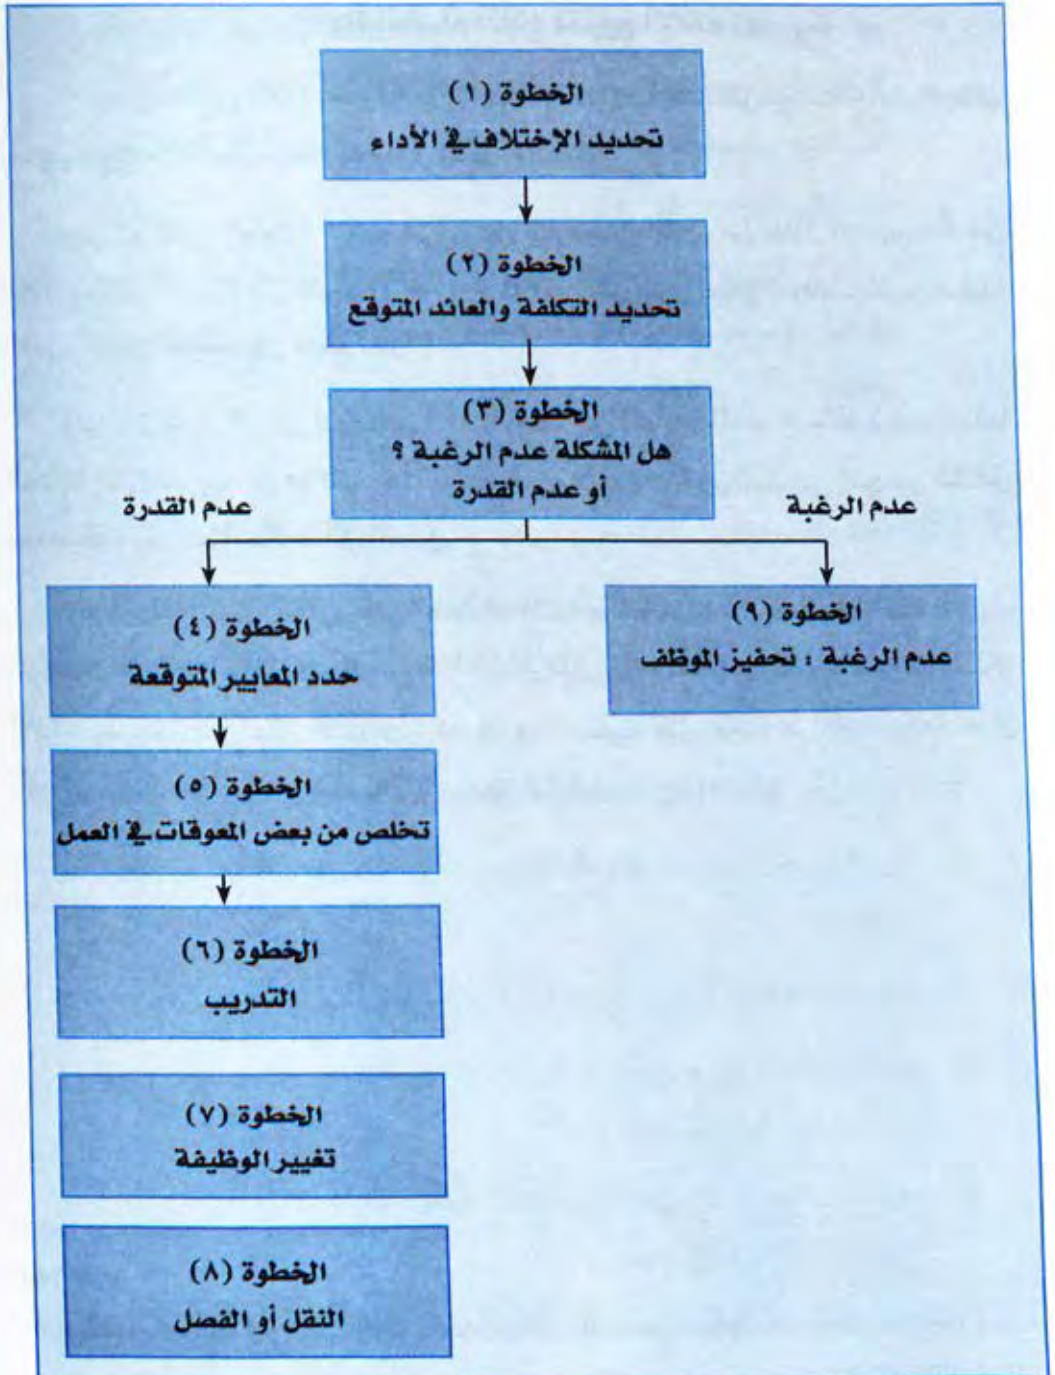 الخطوة (١)
تحديد الإختلاف في الأداء
الخطوة (٢)
تحديد التكلفة والعائد المتوقع
الخطوة (٣)
هل المشكلة عدم الرغبة ؟
أو عدم القدرة
عدم الرغبة
عدم القدرة
الخطوة (٩)
عدم الرغبة : تحفيز الموظف
الخطوة (٤)
حدد المعايير المتوقعة
الخطوة (٥)
تخلص من بعض المعوقات في العمل
الخطوة (٦)
التدريب
الخطوة (٧)
تغيير الوظيفة
الخطوة (٨)
النقل أو الفصل